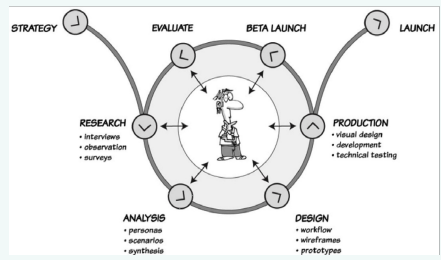 STRATEGY
EVALUATE
BETA LAUNCH
LAUNCH
RESEARCH
• interviews
• observation
• surveys
PRODUCTION
• visual design
• development
• technical testing
ANALYSIS
• personas
• scenarios
• synthesis
DESIGN
• workflow
• wireframes
• prototypes